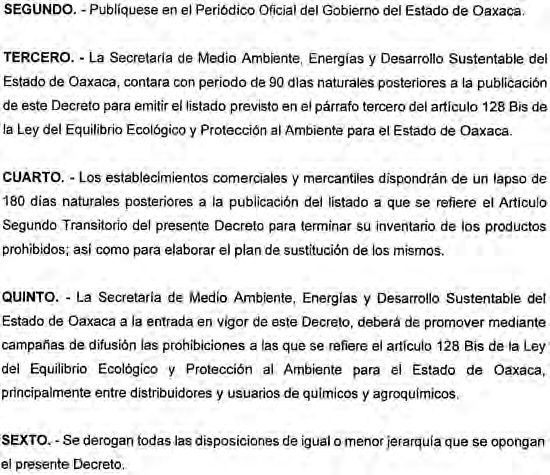 SEGUNDO. - Publíquese en el Periódico Oficial del Gobierno del Estado de Oaxaca.
TERCERO. - La Secretaría de Medio Ambiente, Energías y Desarrollo Sustentable del
Estado de Oaxaca, contara con periodo de 90 días naturales posteriores a la publicación
de este Decreto para emitir el listado previsto en el párrafo tercero del artículo 128 Bis de
la Ley del Equilibrio Ecológico y Protección al Ambiente para el Estado de Oaxaca.
CUARTO. - Los establecimientos comerciales y mercantiles dispondrán de un lapso de
180 días naturales posteriores a la publicación del listado a que se refiere el Artículo
Segundo Transitorio del presente Decreto para terminar su inventario de los productos
prohibidos; así como para elaborar el plan de sustitución de los mismos.
QUINTO. - La Secretaría de Medio Ambiente, Energías y Desarrollo Sustentable del
Estado de Oaxaca a la entrada en vigor de este Decreto, deberá de promover mediante
campañas de difusión las prohibiciones a las que se refiere el artículo 128 Bis de la Ley
del Equilibrio Ecológico y Protección al Ambiente para el Estado de Oaxaca,
principalmente entre distribuidores y usuarios de químicos y agroquímicos.
SEXTO. - Se derogan todas las disposiciones de igual o menor jerarquía que se opongan
el presente Decreto.